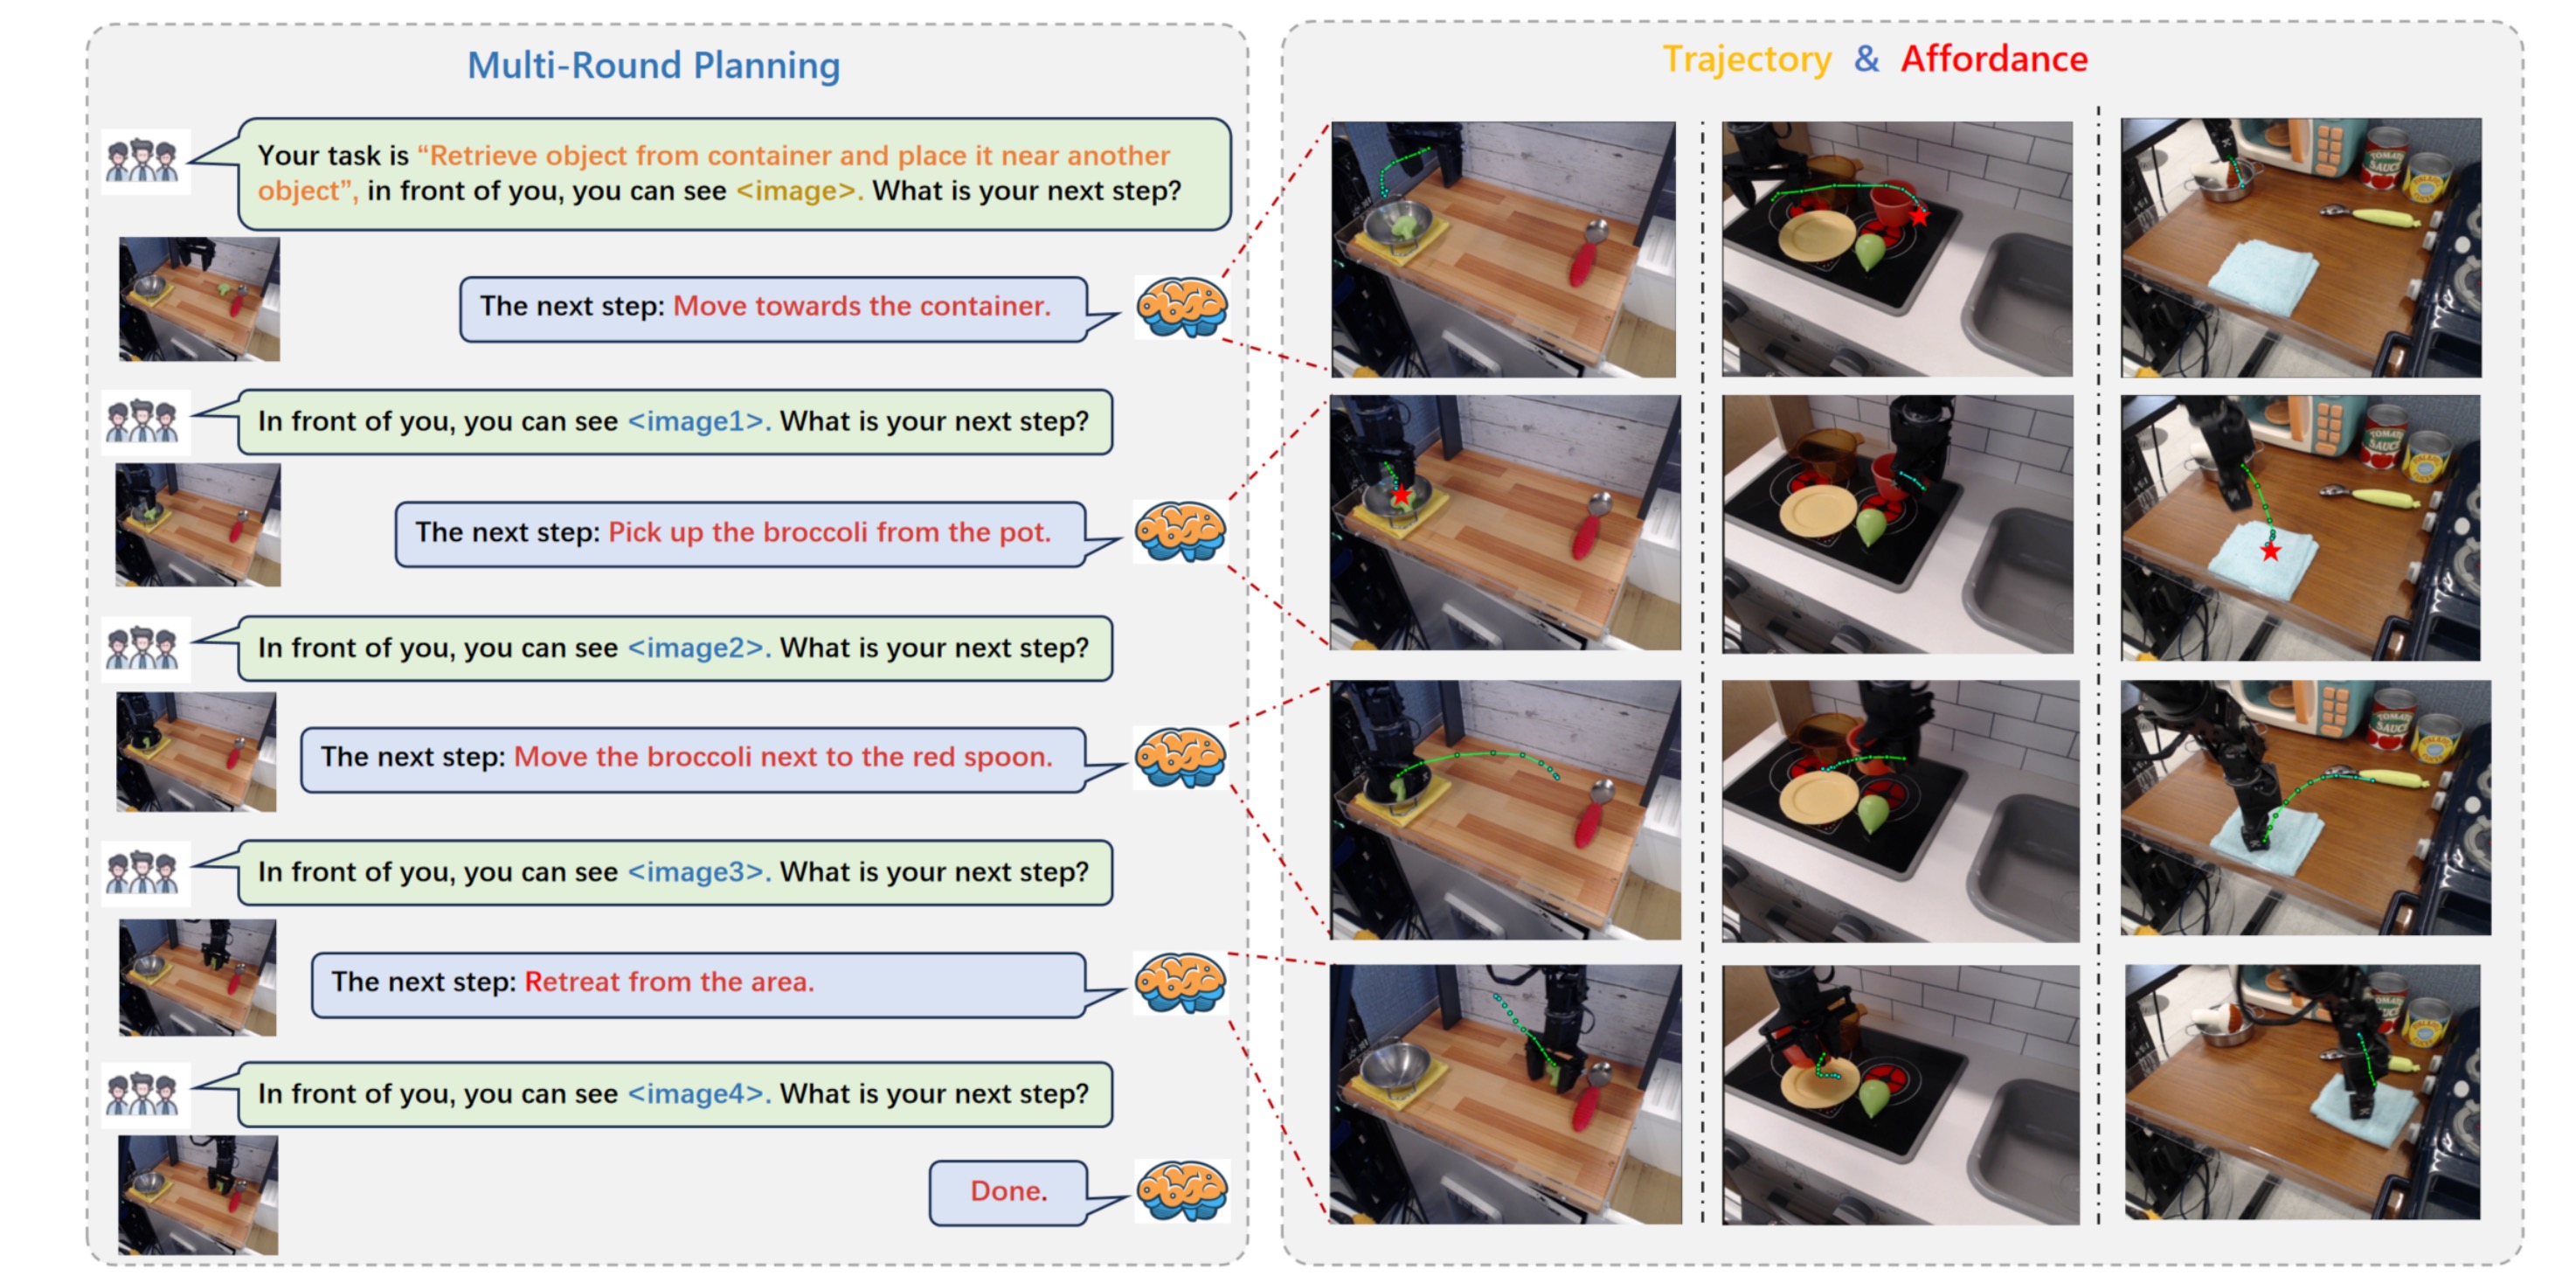 Multi-Round Planning
Your task is “Retrieve object from container and place it near another
object”, in front of you, you can see <image>. What is your next step?
The next step: Move towards the container.
In front of you, you can see <image1>. What is your next step?
The next step: Pick up the broccoli from the pot.
In front of you, you can see <image2>. What is your next step?
The next step: Move the broccoli next to the red spoon.
In front of you, you can see <image3>. What is your next step?
The next step: Retreat from the area.
In front of you, you can see <image4>. What is your next step?
Done.
Trajectory & Affordance
TOMATO
SAUCE
TOMATO
SAUCE
TOMATO
SAUCE